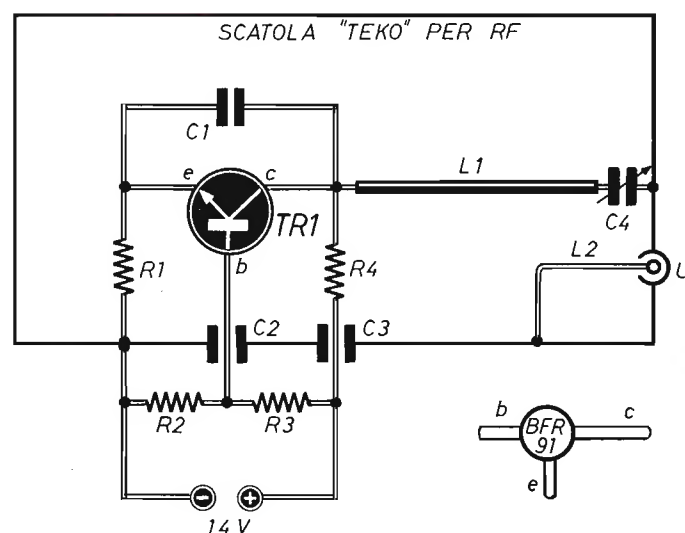 SCATOLA "TEKO" PER RF
C1
e
c
L1
TR1
C4
R1
b
R4
L2
U
C2
C3
R2
R3
b
BFR
91
c
e
- +
14 V